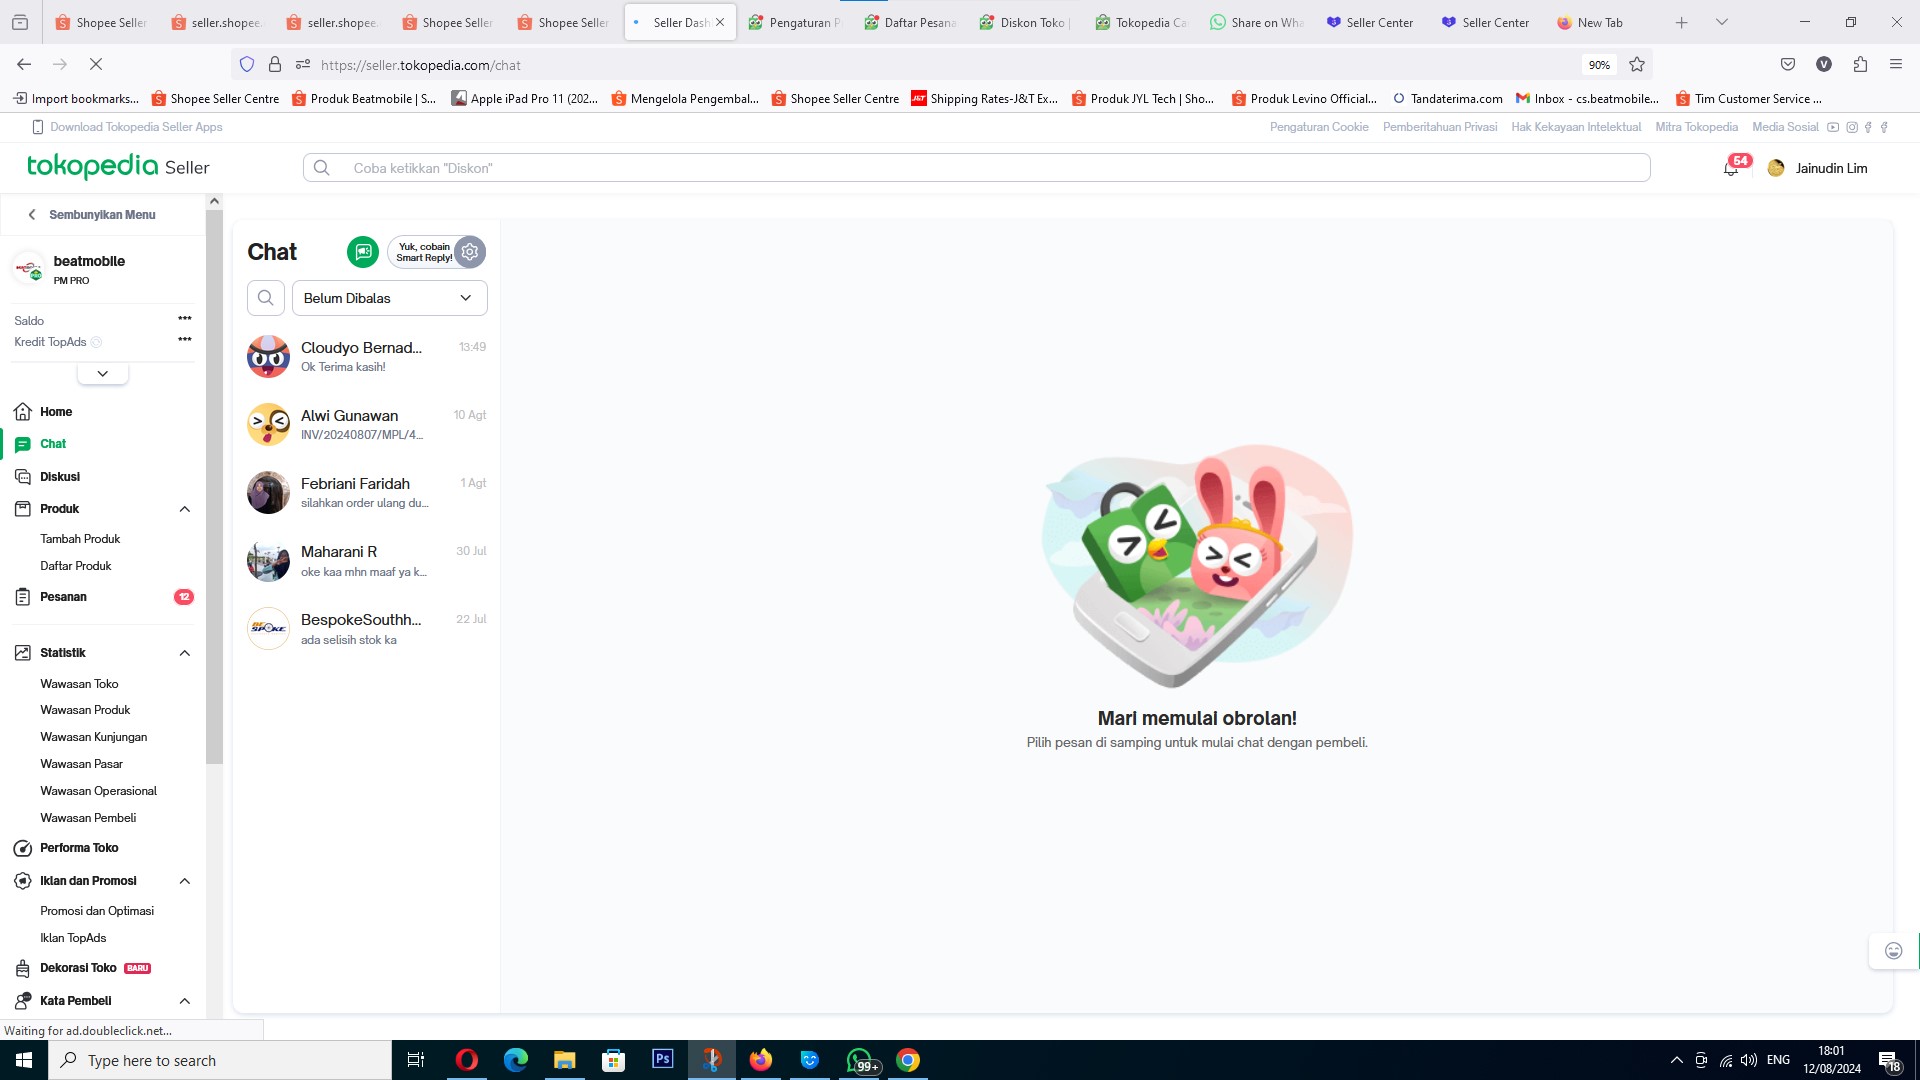 Shopee Seller
seller.shopee.
seller.shopee.
Shopee Seller
Shopee Seller
Seller Dash
Pengaturan P
Daftar Pesana
Diskon Toko |
Tokopedia Ca
Share on Wha
Seller Center
Seller Center
New Tab
https://seller.tokopedia.com/chat
90%
V
Import bookmarks...
Shopee Seller Centre
Produk Beatmobile | S...
Apple iPad Pro 11 (202...
Mengelola Pengembal...
Shopee Seller Centre
J&T
Shipping Rates-J&T Ex...
Produk JYL Tech | Sho...
Produk Levino Official...
Tandaterima.com
Inbox - cs.beatmobile...
Tim Customer Service ...
Download Tokopedia Seller Apps
Pengaturan Cookie
Pemberitahuan Privasi
Hak Kekayaan Intelektual
Mitra Tokopedia
Media Sosial
tokopedia Seller
Coba ketikkan "Diskon"
54
Jainudin Lim
Sembunyikan Menu
beatmobile
PM PRO
Saldo
***
Kredit TopAds
***
Home
Chat
Diskusi
Produk
Tambah Produk
Daftar Produk
Pesanan
12
Statistik
Wawasan Toko
Wawasan Produk
Wawasan Kunjungan
Wawasan Pasar
Wawasan Operasional
Wawasan Pembeli
Performa Toko
Iklan dan Promosi
Promosi dan Optimasi
Iklan TopAds
Dekorasi Toko
BARU
Kata Pembeli
Chat
Yuk, cobain
Smart Reply!
Belum Dibalas
Cloudyo Bernad...
13:49
Ok Terima kasih!
Alwi Gunawan
10 Agt
INV/20240807/MPL/4...
Febriani Faridah
1 Agt
silahkan order ulang du...
Maharani R
30 Jul
oke kaa mhn maaf ya k...
BespokeSouthh...
22 Jul
ada selisih stok ka
Mari memulai obrolan!
Pilih pesan di samping untuk mulai chat dengan pembeli.
Waiting for ad.doubleclick.net...
Type here to search
Ps
99+
ENG
18:01
12/08/2024
18